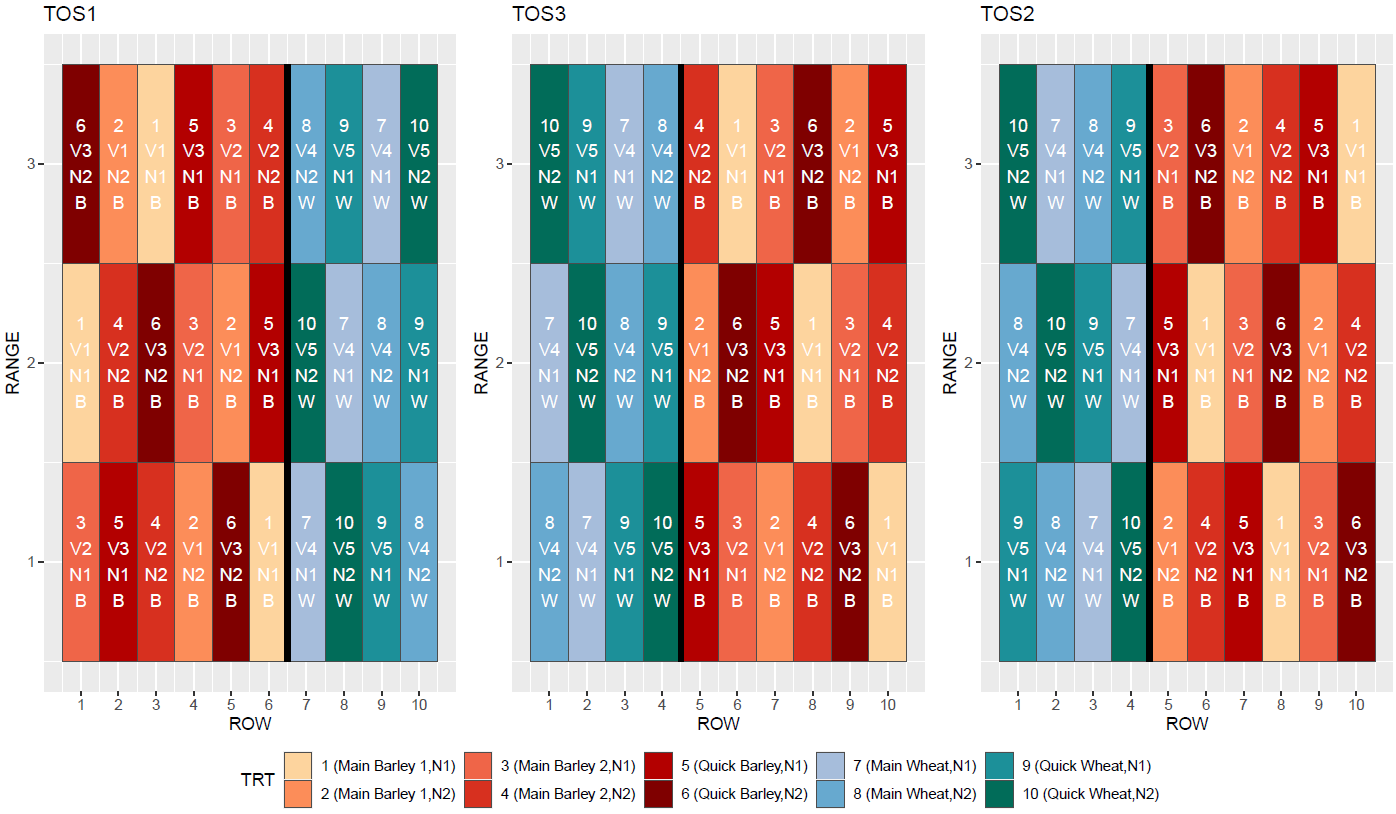 TOS1 TOS3 TOS2
6 2 1 5 3 4 8 9 7 10 10 9 7 8 4 1 3 6 2 5 10 7 8 9 3 6 2 4 5 1
3 V3 V1 V1 V3 V2 V2 V4 V5 V4 V5 3 V5 V5 V4 V4 V2 V1 V2 V3 V1 V3 3 V5 V4 V4 V5 V2 V3 V1 V2 V3 V1
N2 N2 N1 N1 N1 N2 N2 N1 N1 N2 N2 N1 N1 N2 N2 N1 N1 N2 N2 N1 N2 N1 N2 N1 N1 N2 N2 N2 N1 N1
B B B B B B W W W W W W W W B B B B B B W W W W B B B B B B
1 4 6 3 2 5 10 7 8 9 7 10 8 9 2 6 5 1 3 4 8 10 9 7 5 1 3 6 2 4
RANGE 2 V1 V2 V3 V2 V1 V3 V5 V4 V4 V5 RANGE 2 V4 V5 V4 V5 V1 V3 V3 V1 V2 V2 RANGE 2 V4 V5 V5 V4 V3 V1 V2 V3 V1 V2
N1 N2 N2 N1 N2 N1 N2 N1 N2 N1 N1 N2 N2 N1 N2 N2 N1 N1 N1 N2 N2 N2 N1 N1 N1 N1 N1 N2 N2 N2
B B B B B B W W W W W W W W B B B B B B W W W W B B B B B B
3 5 4 2 6 1 7 10 9 8 8 7 9 10 5 3 2 4 6 1 9 8 7 10 2 4 5 1 3 6
1 V2 V3 V2 V1 V3 V1 V4 V5 V5 V4 1 V4 V4 V5 V5 V3 V2 V1 V2 V3 V1 1 V5 V4 V4 V5 V1 V2 V3 V1 V2 V3
N1 N1 N2 N2 N2 N1 N1 N2 N1 N2 N2 N1 N1 N2 N1 N1 N2 N2 N2 N1 N1 N2 N1 N2 N2 N2 N1 N1 N1 N2
B B B B B B W W W W W W W W B B B B B B W W W W B B B B B B
1 2 3 4 5 6 7 8 9 10 1 2 3 4 5 6 7 8 9 10 1 2 3 4 5 6 7 8 9 10
ROW ROW ROW
TRT
1 (Main Barley 1,N1) 3 (Main Barley 2,N1) 5 (Quick Barley,N1) 7 (Main Wheat,N1) 9 (Quick Wheat,N1)
2 (Main Barley 1,N2) 4 (Main Barley 2,N2) 6 (Quick Barley,N2) 8 (Main Wheat,N2) 10 (Quick Wheat,N2)